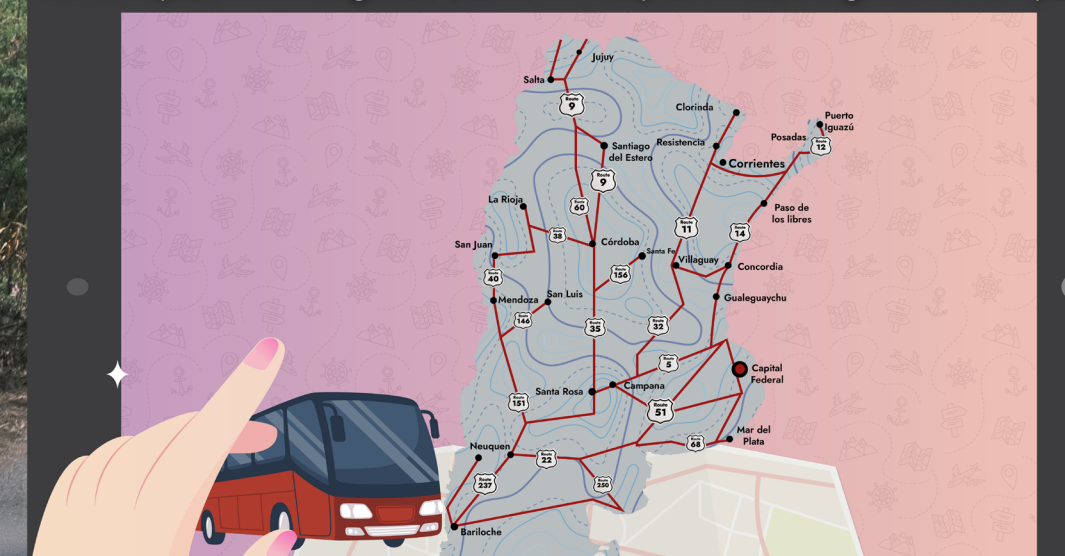 Jujuy
Salta
Route
9
Clorinda
Puerto
Iguazú
Posadas
Route
12
Resistencia
Santiago
del Estero
Corrientes
Route
9
La Rioja
Route
60
Paso de
los libres
Route
11
Route
14
Route
38
San Juan
Córdoba
Santa Fe
Villaguay
Concordia
Route
40
Route
156
Mendoza
San Luis
Gualeguaychu
Route
146
Route
35
Route
32
Route
5
Capital
Federal
Santa Rosa
Campana
Route
151
Route
51
Mar del
Plata
Route
68
Neuquen
Route
22
Route
237
Route
250
Bariloche